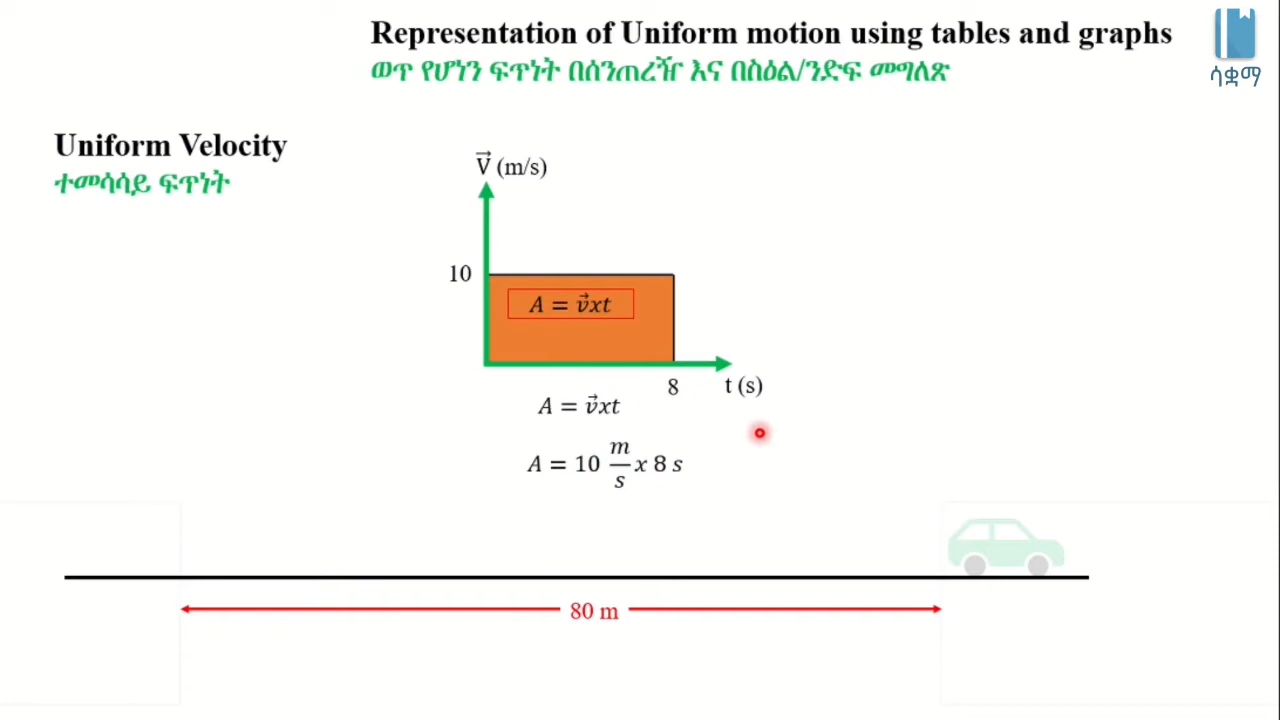 Representation of Uniform motion using tables and graphs
ወጥ የሆነን ፍጥነት በሰንጠረዥ እና በስዕል/ንድፍ መግለጽ
ሳቋማ
Uniform Velocity
ተመሳሳይ ፍጥነት
V⃗ (m/s)
10
A = v⃗xt
8
t (s)
A = v⃗xt
A = 10 m/s x 8 s
80 m